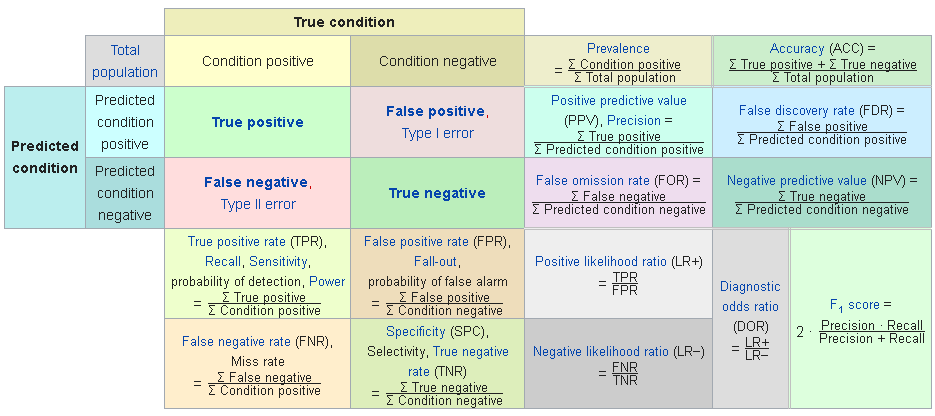 True condition
Total population
Condition positive
Condition negative
Prevalence
= Σ Condition positive
Σ Total population
Accuracy (ACC) =
Σ True positive + Σ True negative
Σ Total population
Predicted condition
Predicted condition positive
True positive
False positive,
Type I error
Positive predictive value
(PPV), Precision =
Σ True positive
Σ Predicted condition positive
False discovery rate (FDR) =
Σ False positive
Σ Predicted condition positive
Predicted condition negative
False negative,
Type II error
True negative
False omission rate (FOR) =
Σ False negative
Σ Predicted condition negative
Negative predictive value (NPV) =
Σ True negative
Σ Predicted condition negative
True positive rate (TPR),
Recall, Sensitivity,
probability of detection, Power
= Σ True positive
Σ Condition positive
False positive rate (FPR),
Fall-out,
probability of false alarm
= Σ False positive
Σ Condition negative
Positive likelihood ratio (LR+)
= TPR
FPR
Diagnostic
odds ratio
(DOR)
= LR+
LR−
F1 score =
2 · Precision · Recall
Precision + Recall
False negative rate (FNR),
Miss rate
= Σ False negative
Σ Condition positive
Specificity (SPC),
Selectivity, True negative
rate (TNR)
= Σ True negative
Σ Condition negative
Negative likelihood ratio (LR−)
= FNR
TNR